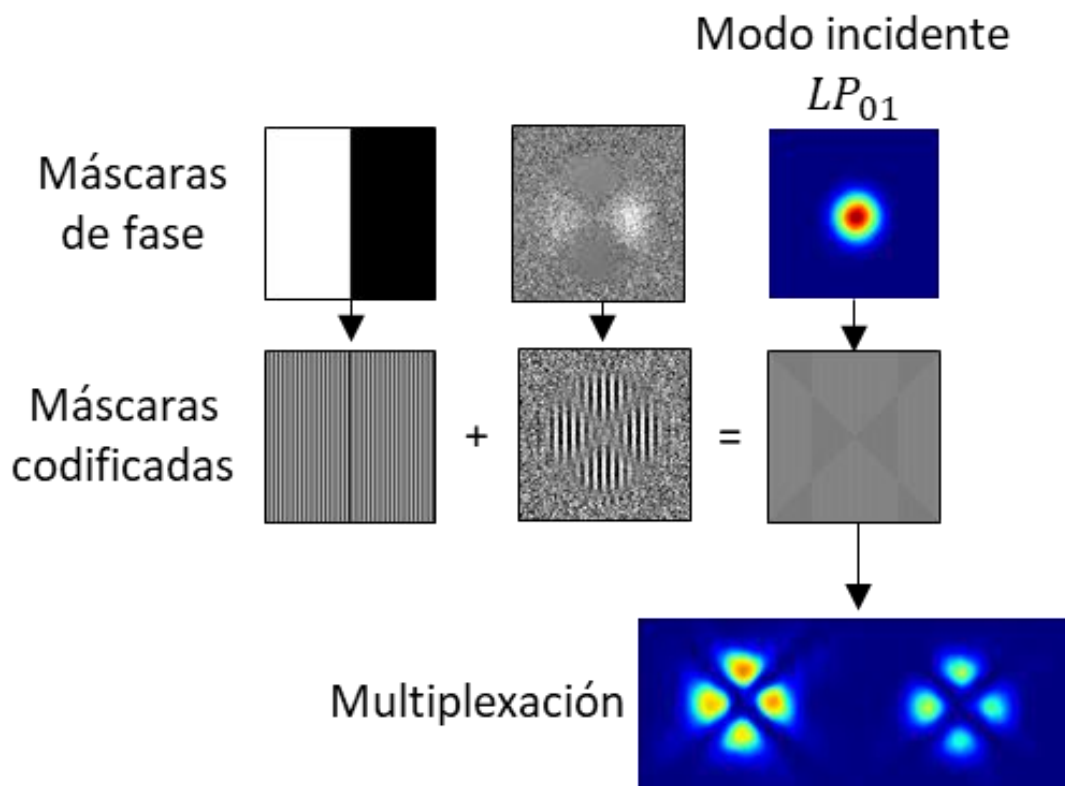 Modo incidente
LP₀₁
Máscaras
de fase
Máscaras
codificadas
+
=
Multiplexación